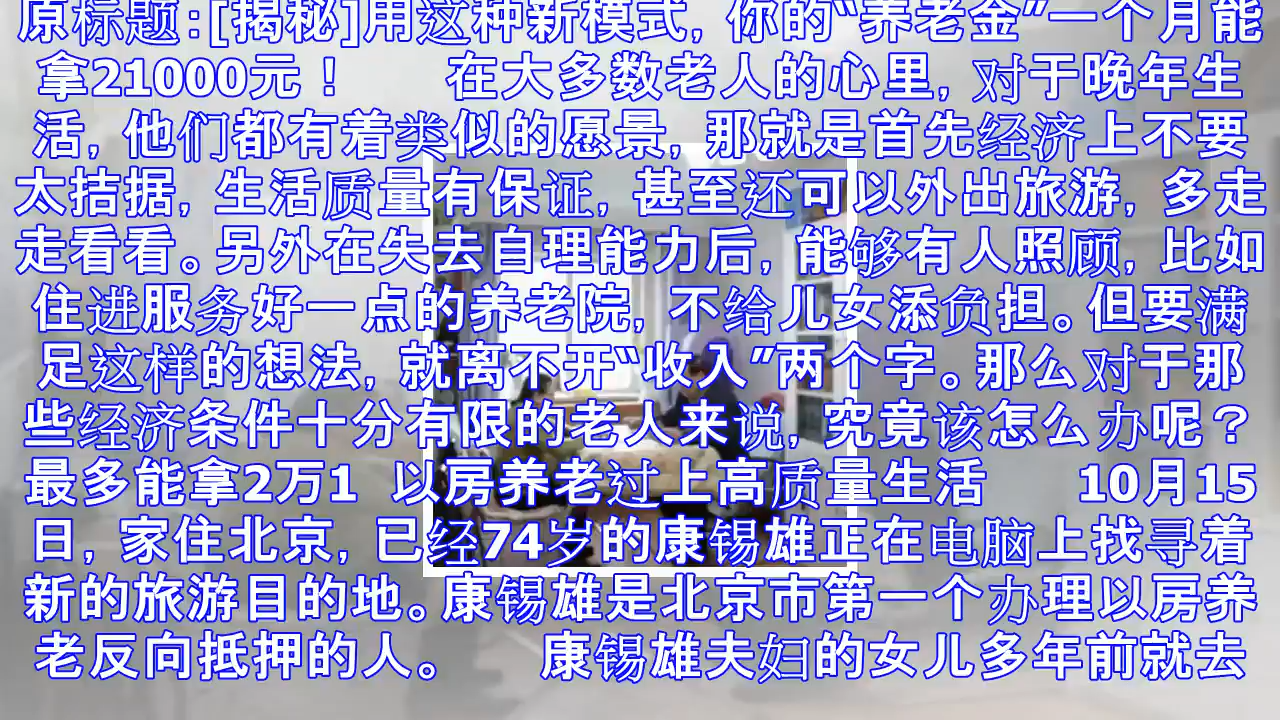 原标题:[揭秘]用这种新模式, 你的“养老金”一个月能
拿21000元！ 在大多数老人的心里, 对于晚年生
活, 他们都有着类似的愿景, 那就是首先经济上不要
太拮据, 生活质量有保证, 甚至还可以外出旅游, 多走
走看看。另外在失去自理能力后, 能够有人照顾, 比如
住进服务好一点的养老院, 不给儿女添负担。但要满
足这样的想法, 就离不开“收入”两个字。那么对于那
些经济条件十分有限的老人来说, 究竟该怎么办呢？
最多能拿2万1 以房养老过上高质量生活 10月15
日, 家住北京, 已经74岁的康锡雄正在电脑上找寻着
新的旅游目的地。康锡雄是北京市第一个办理以房养
老反向抵押的人。 康锡雄夫妇的女儿多年前就去